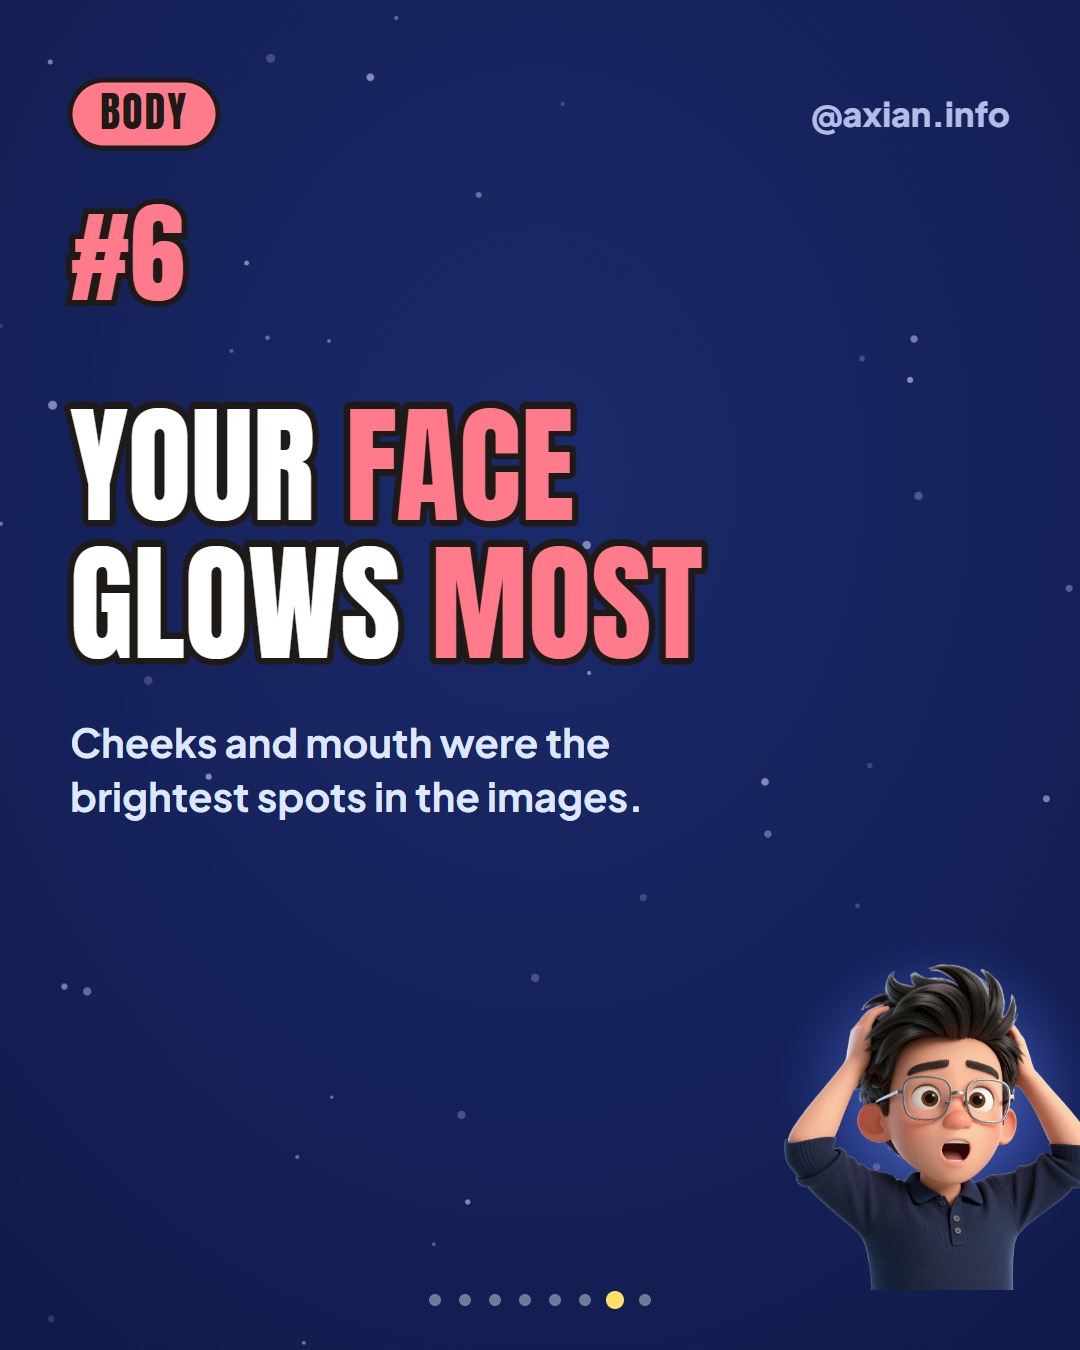 BODY
@axian.info
#6
YOUR FACE
GLOWS MOST
Cheeks and mouth were the
brightest spots in the images.